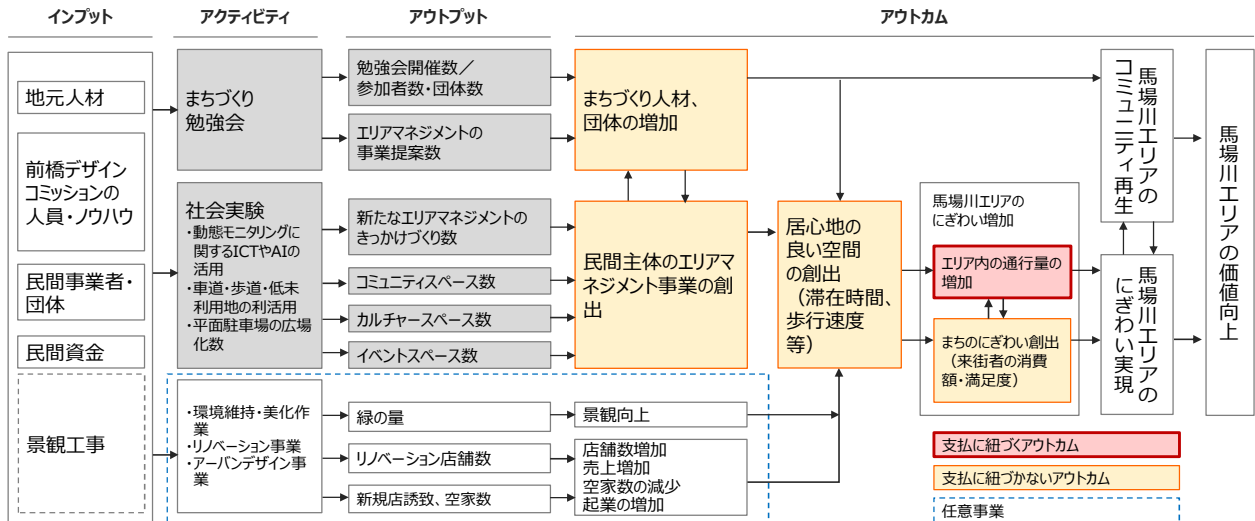 インプット
アクティビティ
アウトプット
アウトカム
地元人材
前橋デザイン
コミッションの
人員・ノウハウ
民間事業者・
団体
民間資金
景観工事
まちづくり
勉強会
社会実験
・動態モニタリングに
関するICTやAIの
活用
・車道・歩道・低未
利用地の利活用
・平面駐車場の広場
化数
・環境維持・美化作
業
・リノベーション事業
・アーバンデザイン事
業
勉強会開催数／
参加者数・団体数
エリアマネジメントの
事業提案数
新たなエリアマネジメントの
きっかけづくり数
コミュニティスペース数
カルチャースペース数
イベントスペース数
緑の量
リノベーション店舗数
新規店誘致、空家数
まちづくり人材、
団体の増加
民間主体のエリアマ
ネジメント事業の創
出
景観向上
店舗数増加
売上増加
空家数の減少
起業の増加
居心地の
良い空間
の創出
（滞在時間、
歩行速度
等）
馬場川エリアの
にぎわい増加
エリア内の通行量の
増加
まちのにぎわい創出
（来街者の消費
額・満足度）
馬場川エリアの
コミュニティ再生
馬場川エリアの
にぎわい実現
馬場川エリアの価値向上
支払に紐づくアウトカム
支払に紐づかないアウトカム
任意事業